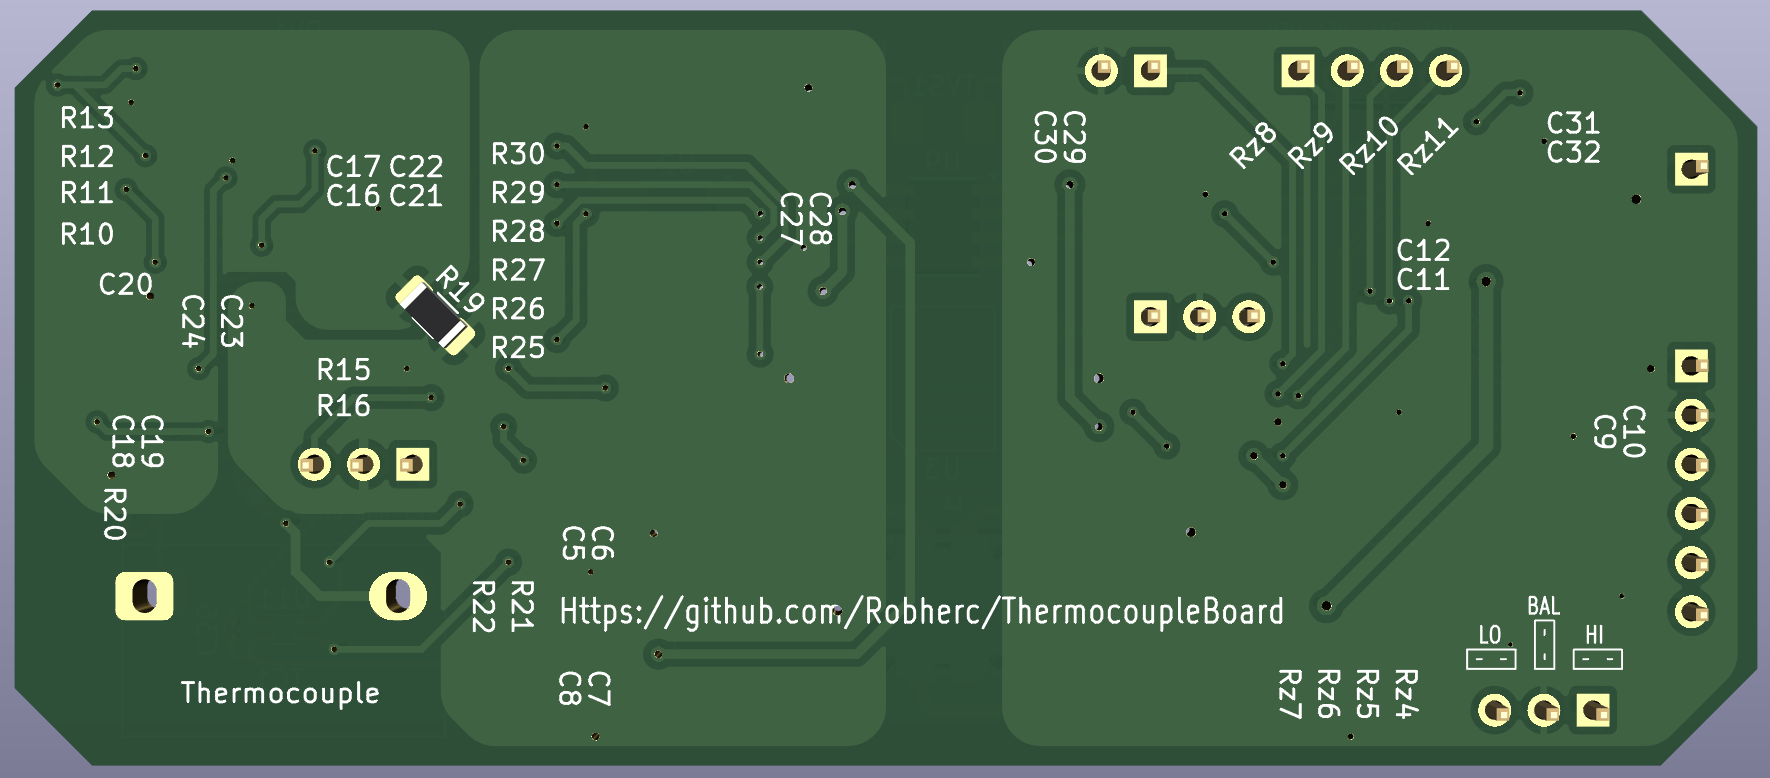 R13
R12
R11
R10
C20
C24
C23
C17 C22
C16 C21
R19
R30
R29
R28
R27
R26
R25
C27
C28
R15
R16
C18
C19
R20
C30
C29
Rz8
Rz9
Rz10
Rz11
C31
C32
C12
C11
C9
C10
C5
C6
R22
R21
Https://github.com/Robherc/ThermocoupleBoard
Thermocouple
C8
C7
Rz7
Rz6
Rz5
Rz4
LO
BAL
HI